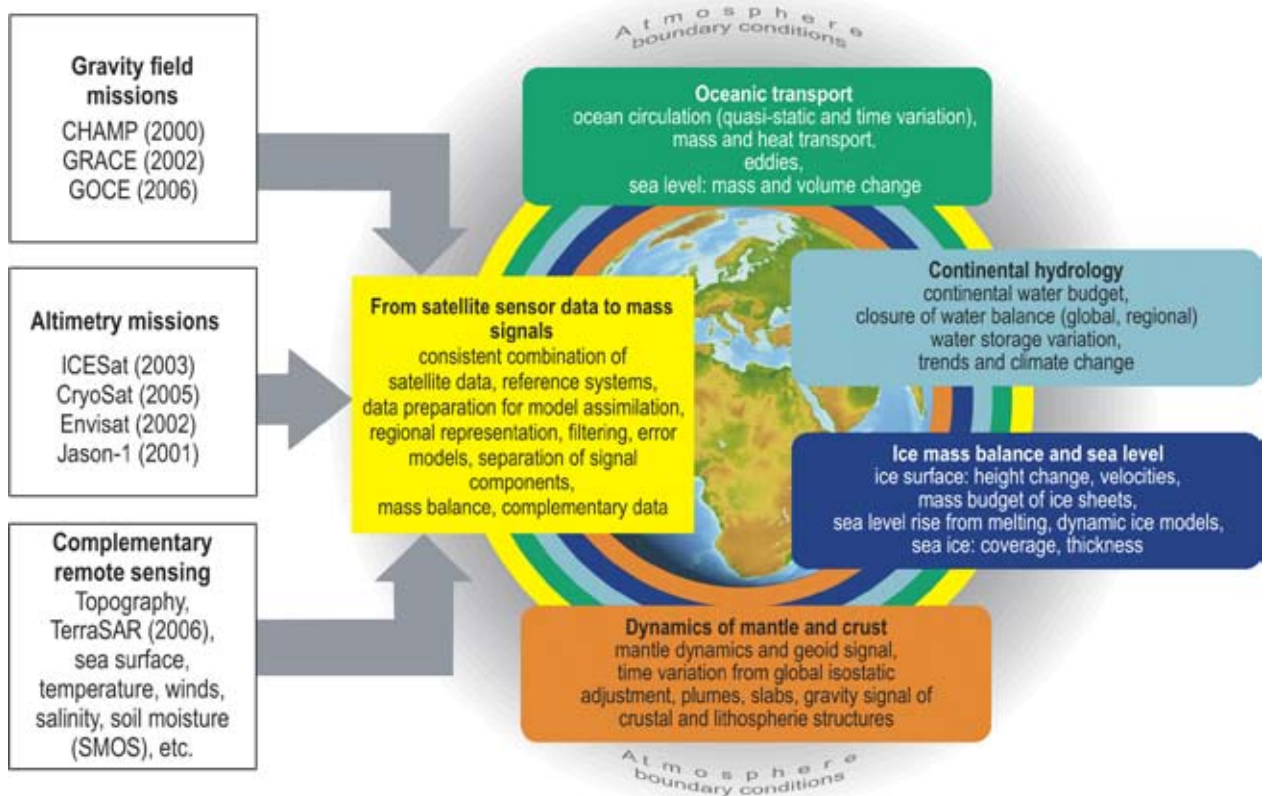 Atmosphere
boundary conditions
Gravity field
missions
CHAMP (2000)
GRACE (2002)
GOCE (2006)
Altimetry missions
ICESat (2003)
CryoSat (2005)
Envisat (2002)
Jason-1 (2001)
Complementary
remote sensing
Topography,
TerraSAR (2006),
sea surface,
temperature, winds,
salinity, soil moisture
(SMOS), etc.
From satellite sensor data to mass
signals
consistent combination of
satellite data, reference systems,
data preparation for model assimilation,
regional representation, filtering, error
models, separation of signal
components,
mass balance, complementary data
Oceanic transport
ocean circulation (quasi-static and time variation),
mass and heat transport,
eddies,
sea level: mass and volume change
Continental hydrology
continental water budget,
closure of water balance (global, regional)
water storage variation,
trends and climate change
Ice mass balance and sea level
ice surface: height change, velocities,
mass budget of ice sheets,
sea level rise from melting, dynamic ice models,
sea ice: coverage, thickness
Dynamics of mantle and crust
mantle dynamics and geoid signal,
time variation from global isostatic
adjustment, plumes, slabs, gravity signal of
crustal and lithospherie structures
Atmosphere
boundary conditions